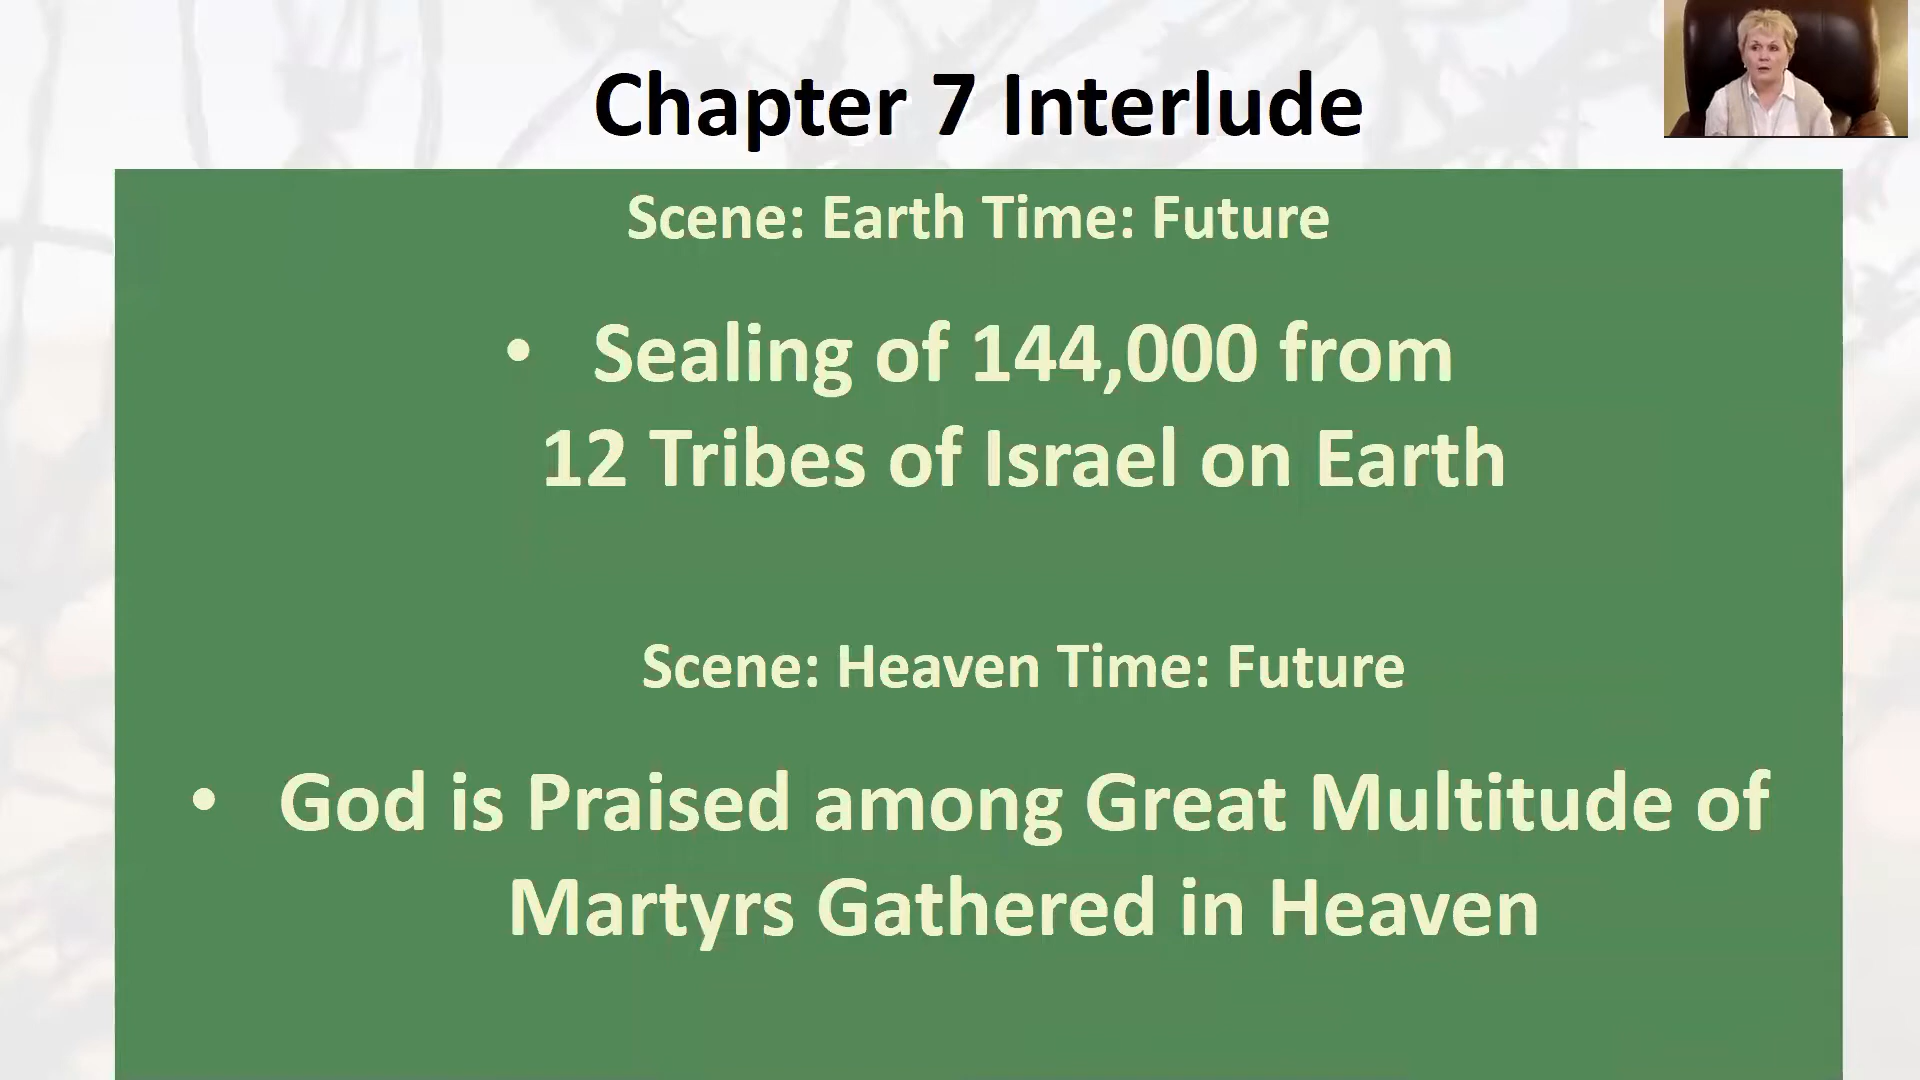 Chapter 7 Interlude
Scene: Earth Time: Future
• Sealing of 144,000 from
12 Tribes of Israel on Earth
Scene: Heaven Time: Future
• God is Praised among Great Multitude of
Martyrs Gathered in Heaven